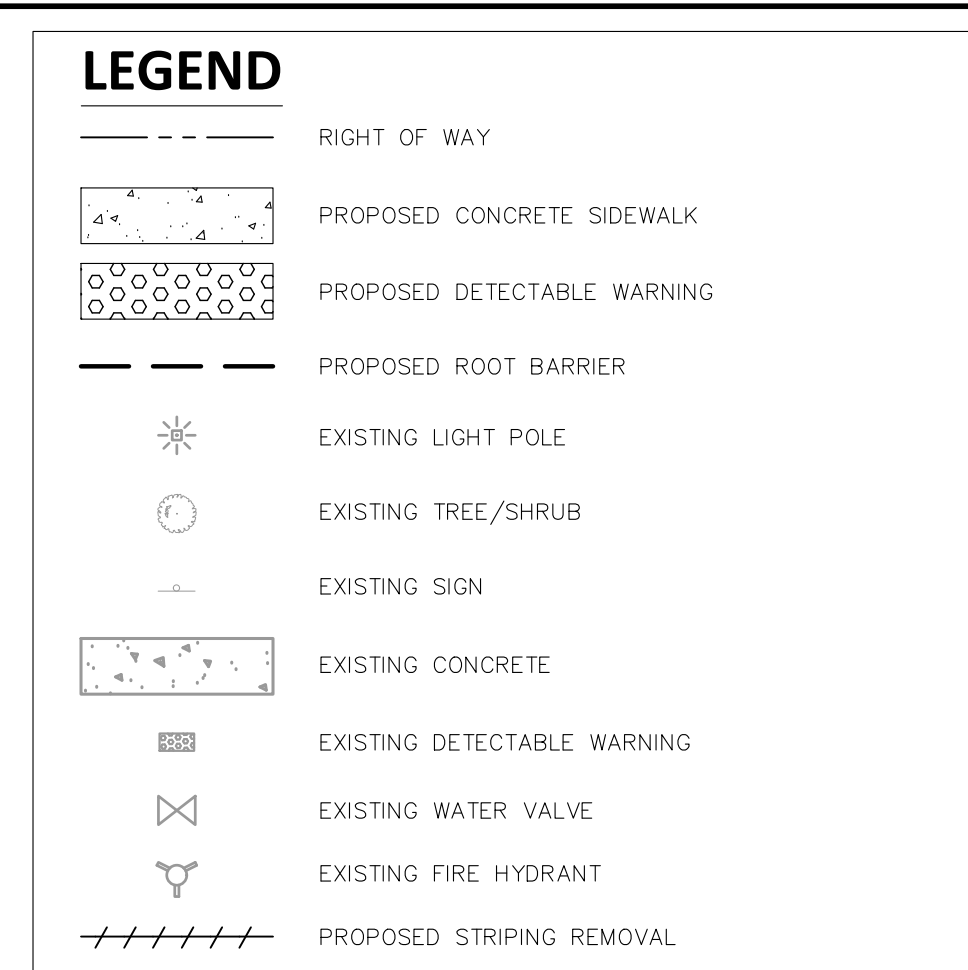 LEGEND
RIGHT OF WAY
PROPOSED CONCRETE SIDEWALK
PROPOSED DETECTABLE WARNING
PROPOSED ROOT BARRIER
EXISTING LIGHT POLE
EXISTING TREE/SHRUB
EXISTING SIGN
EXISTING CONCRETE
EXISTING DETECTABLE WARNING
EXISTING WATER VALVE
EXISTING FIRE HYDRANT
PROPOSED STRIPING REMOVAL